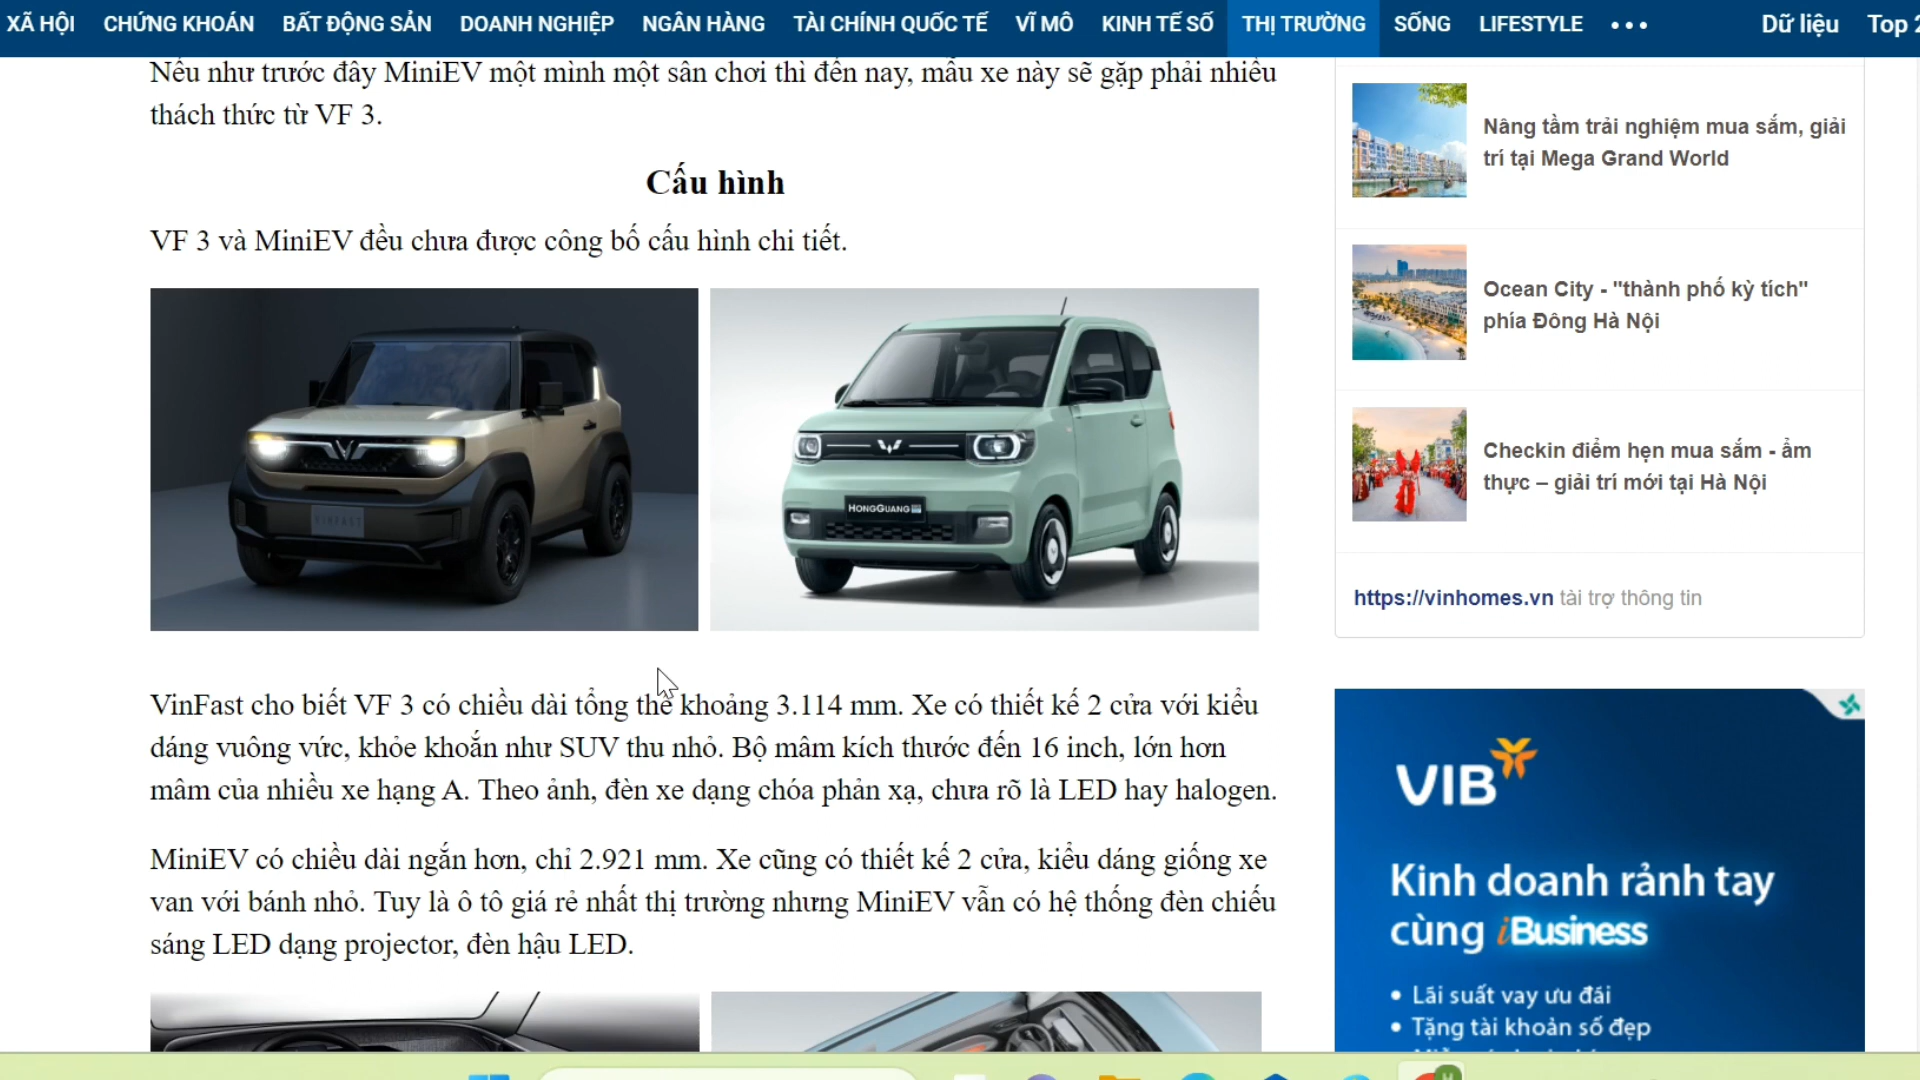 XÃ HỘI CHỨNG KHOÁN BẤT ĐỘNG SẢN DOANH NGHIỆP NGÂN HÀNG TÀI CHÍNH QUỐC TẾ VĨ MÔ KINH TẾ SỐ THỊ TRƯỜNG SỐNG LIFESTYLE ••• Dữ liệu Top 2
Nếu như trước đây MiniEV một mình một sân chơi thì đến nay, mẫu xe này sẽ gặp phải nhiều
thách thức từ VF 3.
Cấu hình
VF 3 và MiniEV đều chưa được công bố cấu hình chi tiết.
VINFAST
HONGGUANG
VinFast cho biết VF 3 có chiều dài tổng thể khoảng 3.114 mm. Xe có thiết kế 2 cửa với kiểu
dáng vuông vức, khỏe khoắn như SUV thu nhỏ. Bộ mâm kích thước đến 16 inch, lớn hơn
mâm của nhiều xe hạng A. Theo ảnh, đèn xe dạng chóa phản xạ, chưa rõ là LED hay halogen.
MiniEV có chiều dài ngắn hơn, chỉ 2.921 mm. Xe cũng có thiết kế 2 cửa, kiểu dáng giống xe
van với bánh nhỏ. Tuy là ô tô giá rẻ nhất thị trường nhưng MiniEV vẫn có hệ thống đèn chiếu
sáng LED dạng projector, đèn hậu LED.
Nâng tầm trải nghiệm mua sắm, giải
trí tại Mega Grand World
Ocean City - "thành phố kỳ tích"
phía Đông Hà Nội
Checkin điểm hẹn mua sắm - ẩm
thực – giải trí mới tại Hà Nội
https://vinhomes.vn tài trợ thông tin
VIB
Kinh doanh rảnh tay
cùng iBusiness
• Lãi suất vay ưu đãi
• Tặng tài khoản số đẹp